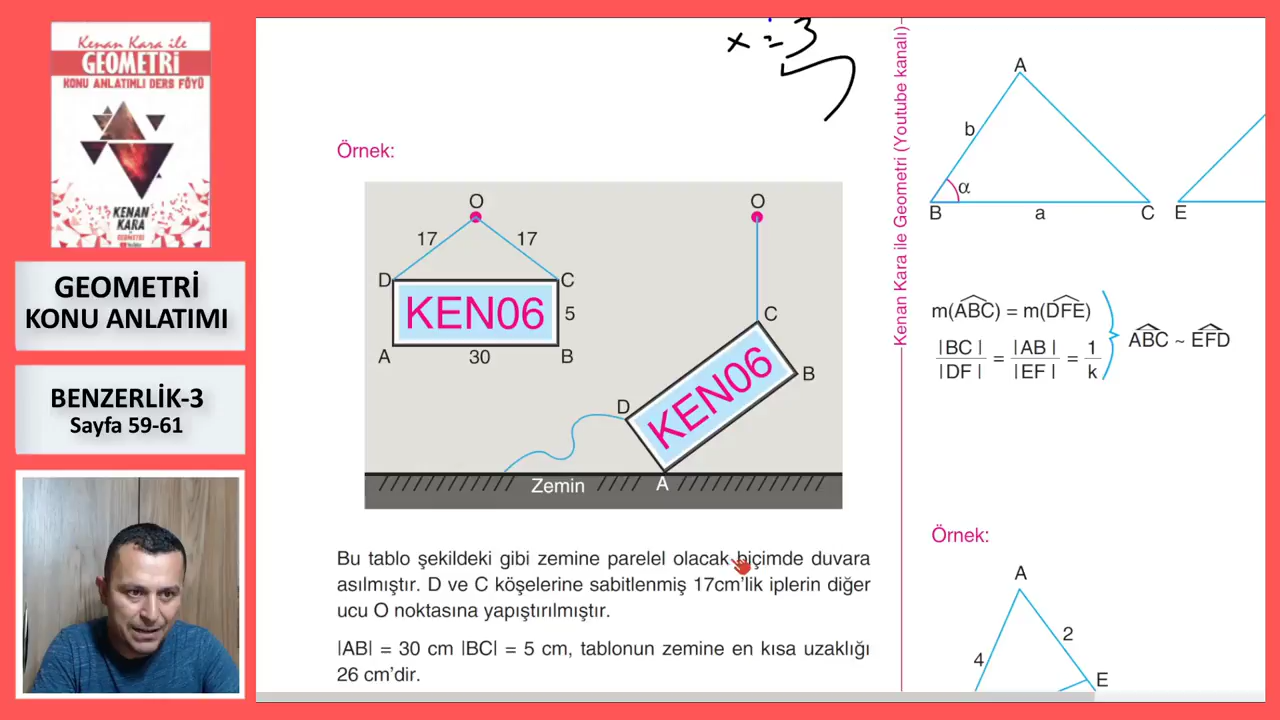 Kenan Kara ile
GEOMETRİ
KONU ANLATIMLI DERS FÖYÜ
KENAN
KARA
GEOMETRİ
KONU ANLATIMI
BENZERLİK-3
Sayfa 59-61
x = 3
Örnek:
O
17
17
D
C
KEN06
5
A
30
B
O
C
KEN06
B
D
Zemin
A
Bu tablo şekildeki gibi zemine parelel olacak biçimde duvara
asılmıştır. D ve C köşelerine sabitlenmiş 17cm'lik iplerin diğer
ucu O noktasına yapıştırılmıştır.
|AB| = 30 cm |BC| = 5 cm, tablonun zemine en kısa uzaklığı
26 cm'dir.
Kenan Kara ile Geometri (Youtube kanalı)
A
b
α
B
a
C
E
m(ABC) = m(DFE)
|BC| / |DF| = |AB| / |EF| = 1 / k
ABC ~ EFD
Örnek:
A
2
4
E